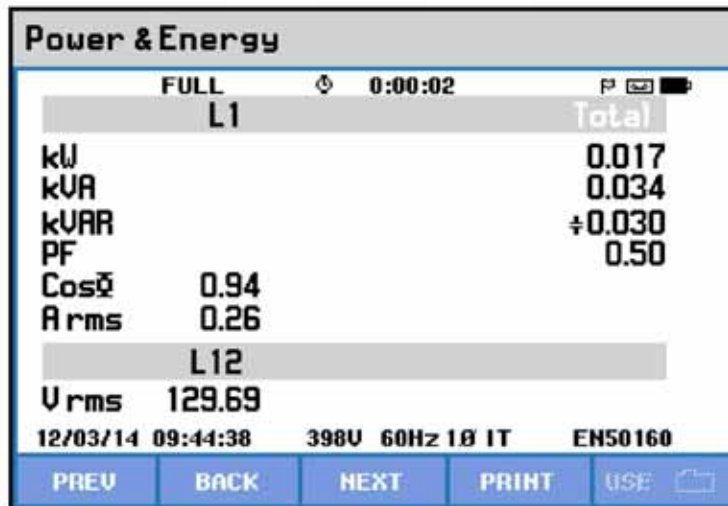 Power & Energy
FULL 0:00:02
L1 Total
kW 0.017
kVA 0.034
kVAR ÷0.030
PF 0.50
CosΦ 0.94
A rms 0.26
L12
V rms 129.69
12/03/14 09:44:38 398V 60Hz 1Ø IT EN50160
PREV BACK NEXT PRINT USE